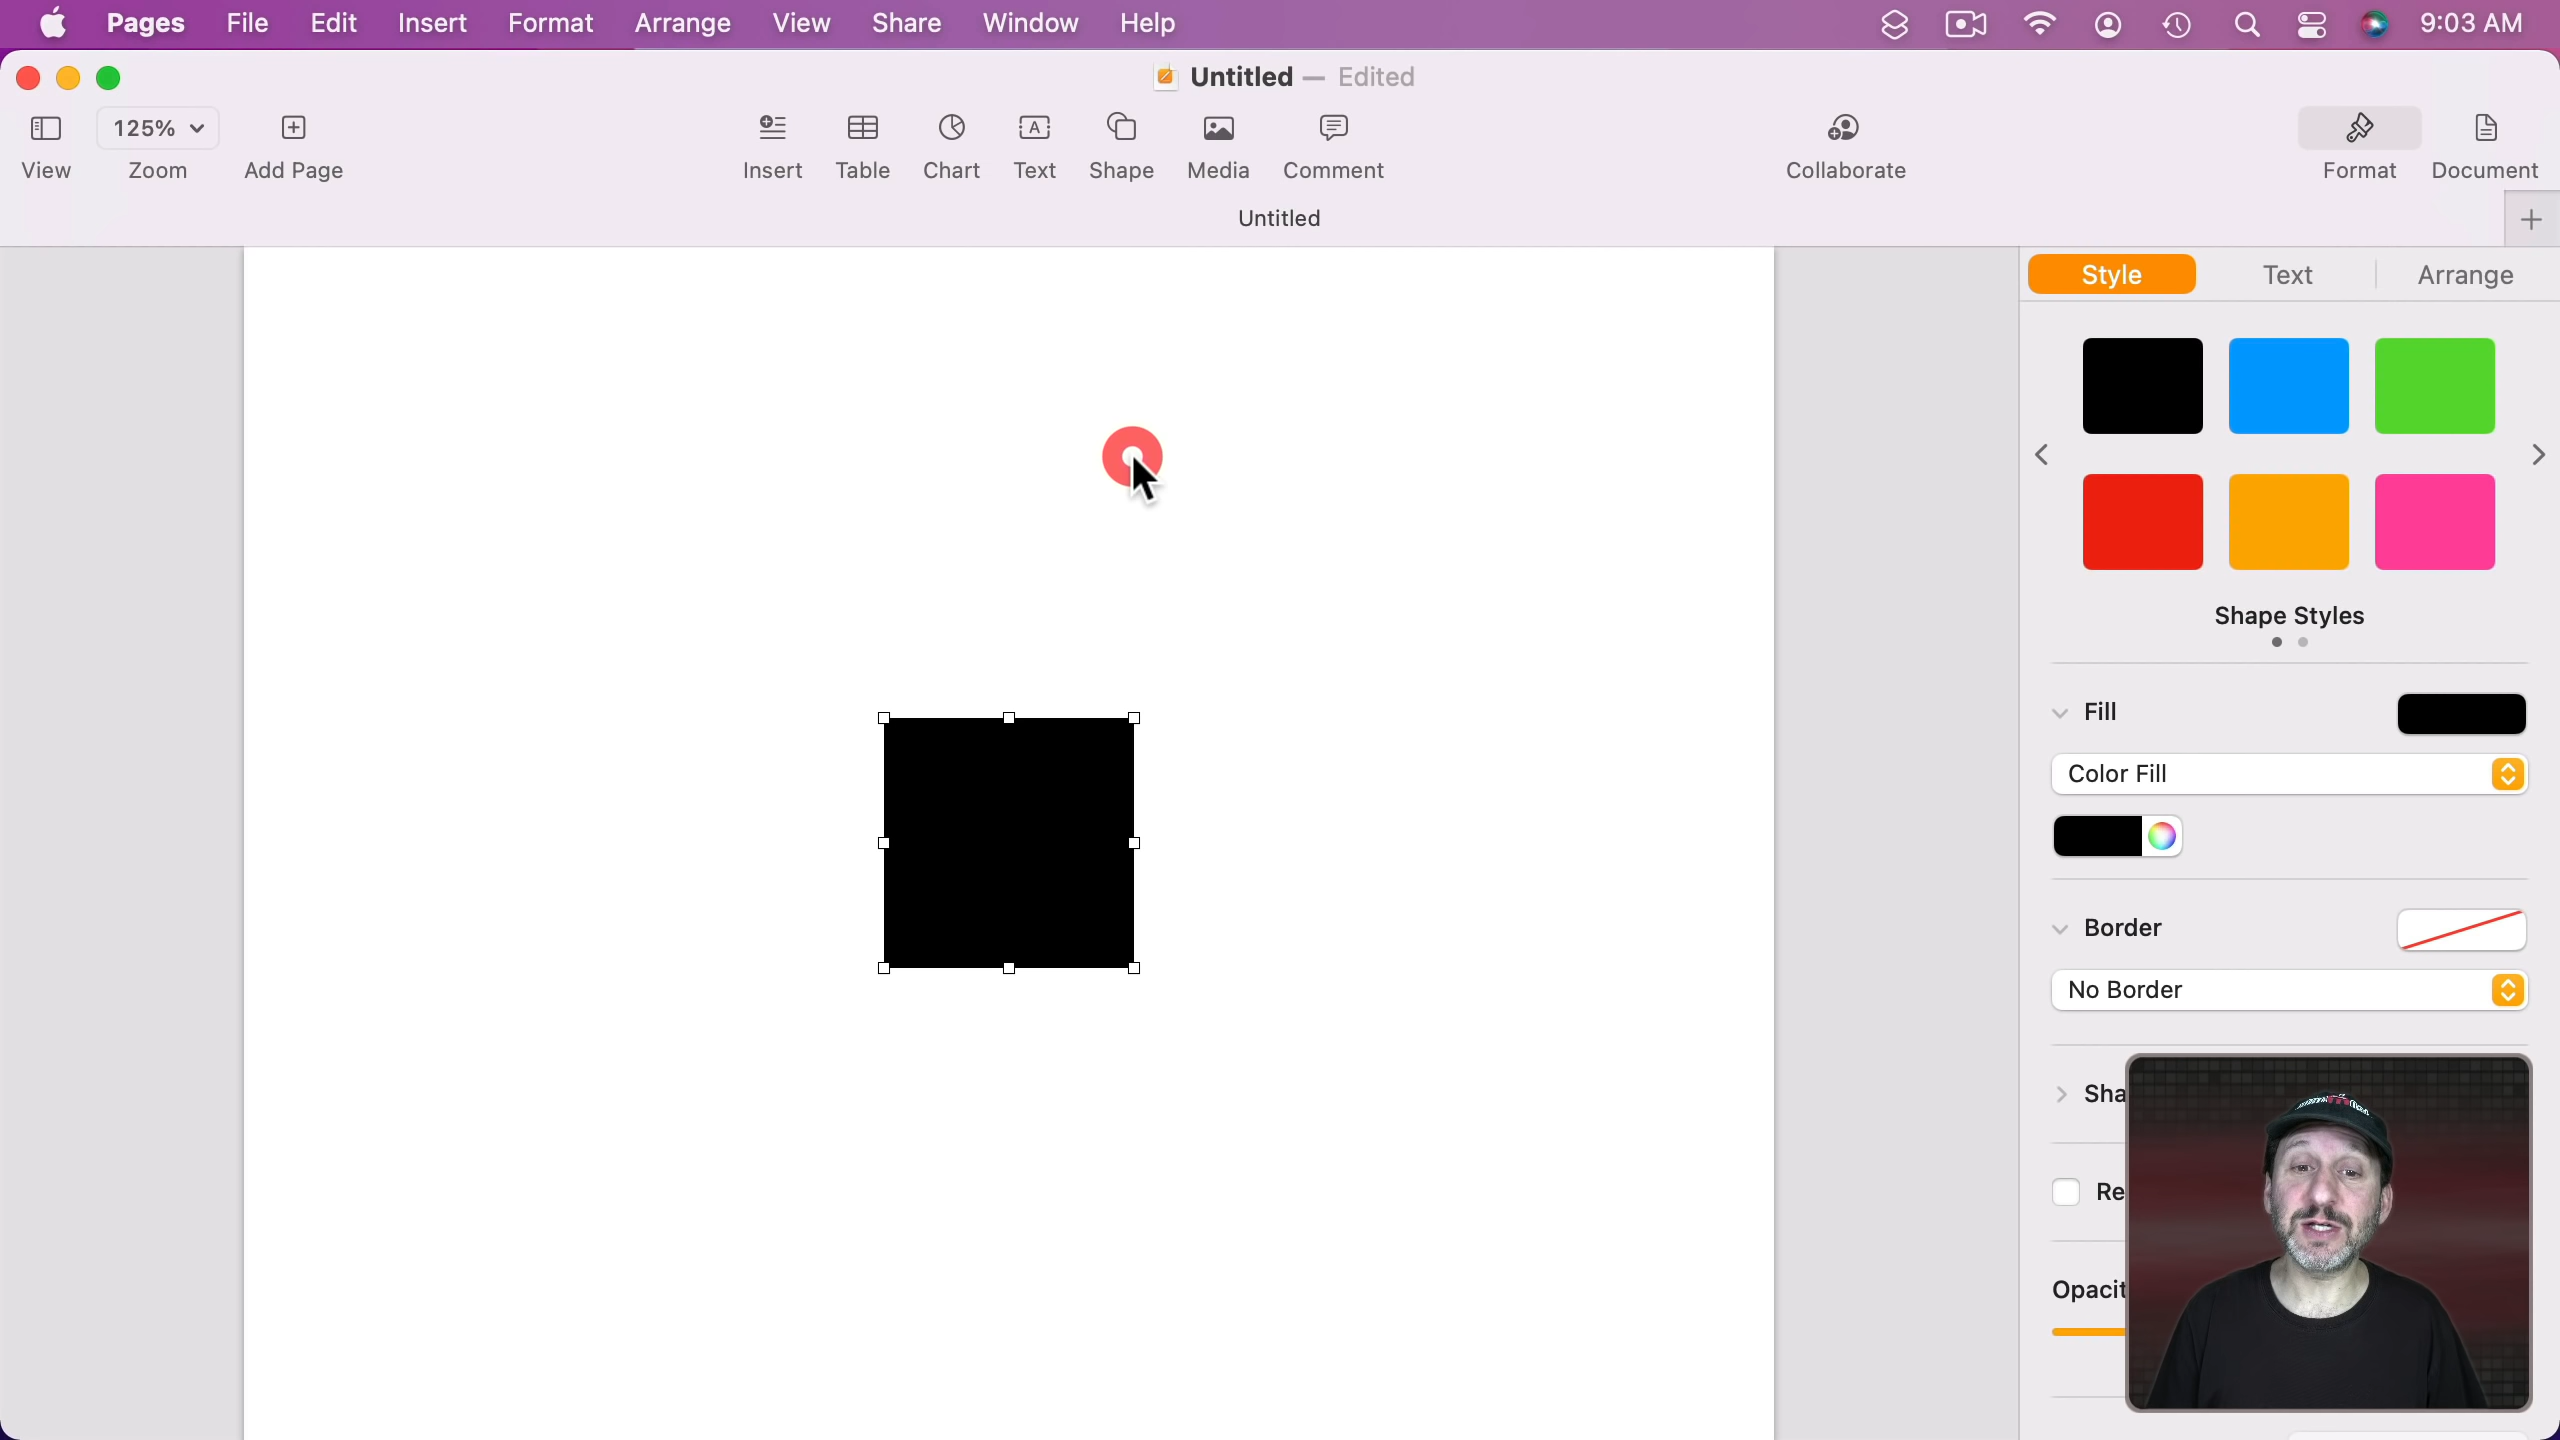 Pages File Edit Insert Format Arrange View Share Window Help 9:03 AM
Untitled — Edited
125%
View Zoom Add Page Insert Table Chart Text Shape Media Comment Collaborate Format Document
Untitled
Style Text Arrange
Shape Styles
Fill
Color Fill
Border
No Border
Sha
Re
Opacit